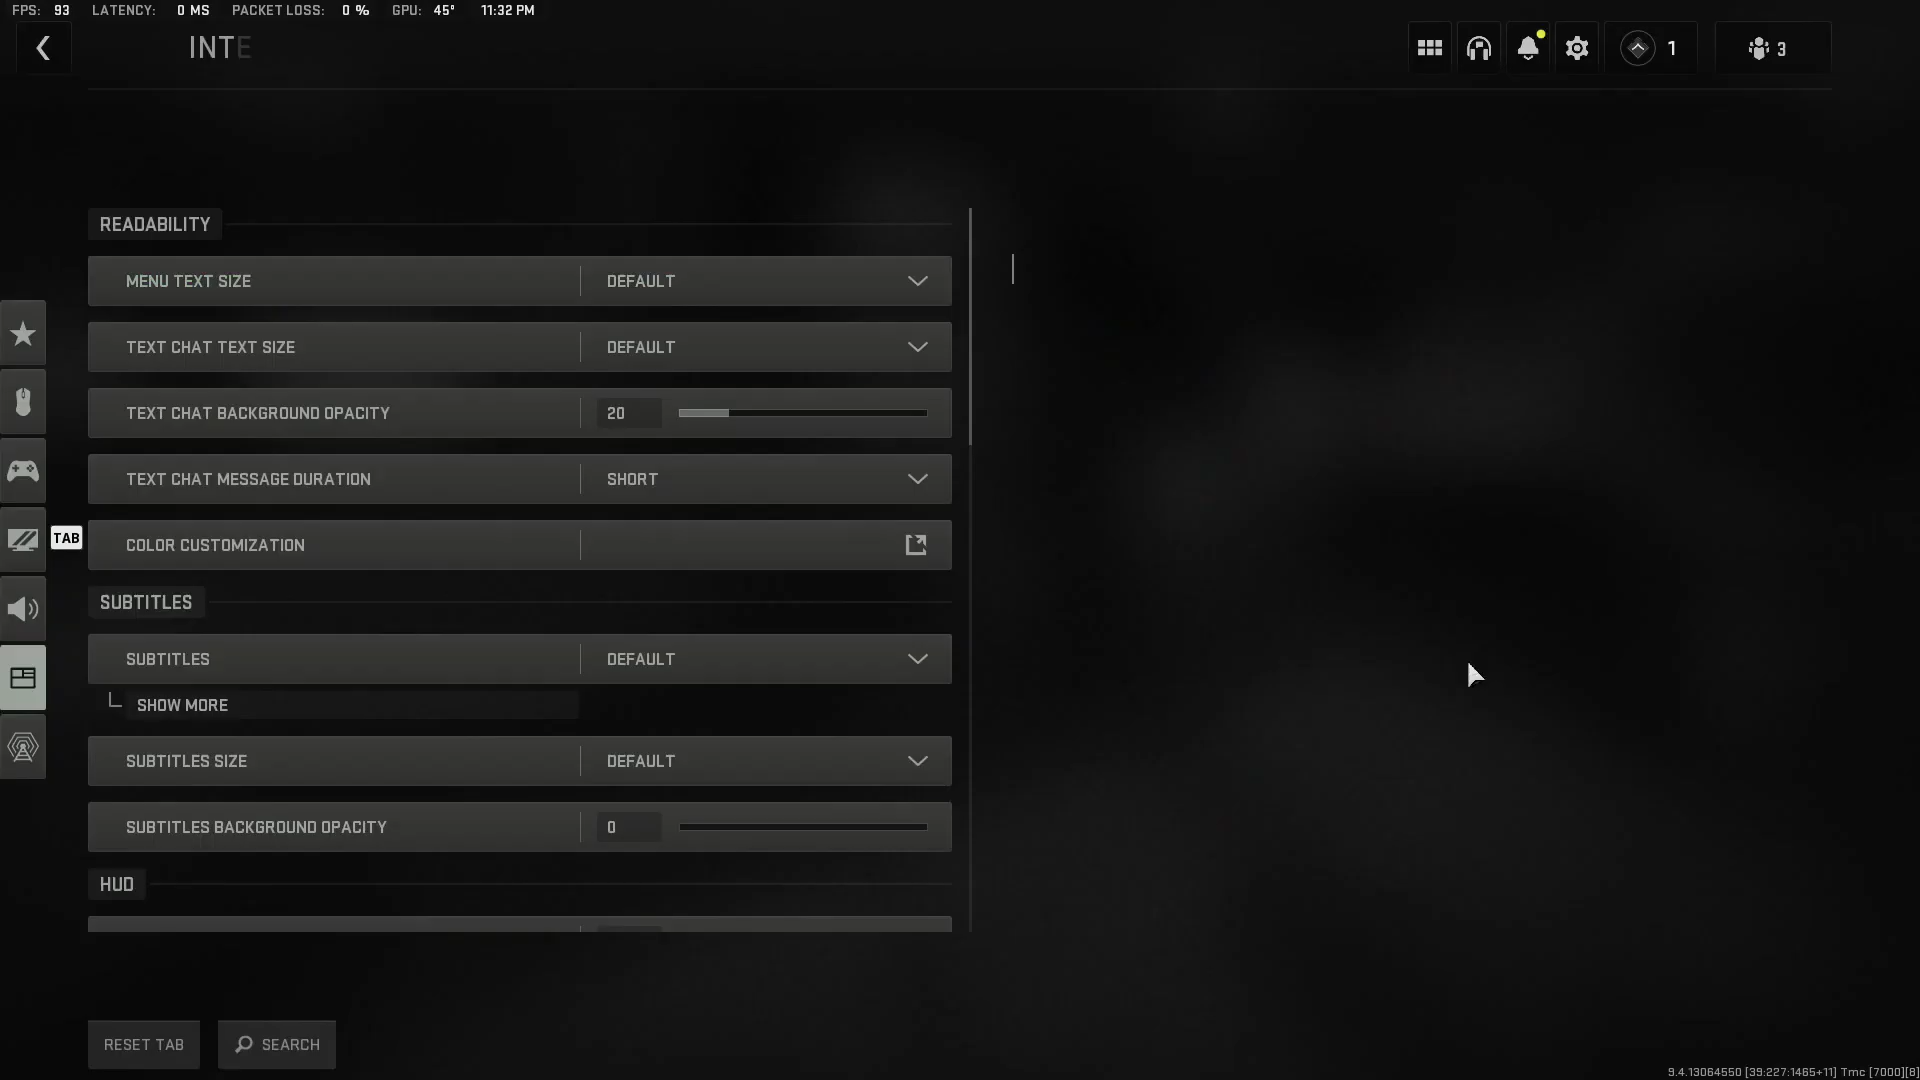 FPS: 93 LATENCY: 0 MS PACKET LOSS: 0 % GPU: 45° 11:32 PM
INTE
1
3
READABILITY
MENU TEXT SIZE DEFAULT
TEXT CHAT TEXT SIZE DEFAULT
TEXT CHAT BACKGROUND OPACITY 20
TEXT CHAT MESSAGE DURATION SHORT
TAB
COLOR CUSTOMIZATION
SUBTITLES
SUBTITLES DEFAULT
SHOW MORE
SUBTITLES SIZE DEFAULT
SUBTITLES BACKGROUND OPACITY 0
HUD
RESET TAB SEARCH
9.4.13064550 [39:227:1465+11] Tmc [7000][8]